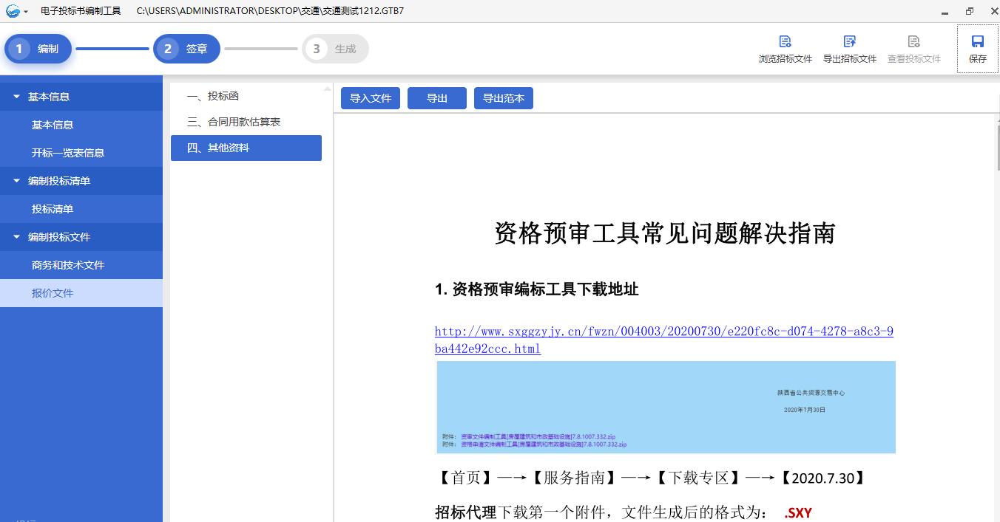 电子投标书编制工具 C:\USERS\ADMINISTRATOR\DESKTOP\交通\交通测试1212.GTB7
1 编制 2 签章 3 生成
浏览招标文件 导出招标文件 查看投标文件 保存
基本信息
基本信息
开标一览表信息
编制投标清单
投标清单
编制投标文件
商务和技术文件
报价文件
一、投标函
三、合同用款估算表
四、其他资料
导入文件 导出 导出范本
资格预审工具常见问题解决指南
1. 资格预审编标工具下载地址
http://www.sxggzyjy.cn/fwzn/004003/20200730/e220fc8c-d074-4278-a8c3-9
ba442e92ccc.html
陕西省公共资源交易中心
2020年7月30日
附件： 资审文件编制工具[房屋建筑和市政基础设施]7.8.1007.332.zip
附件： 资格申请文件编制工具[房屋建筑和市政基础设施]7.8.1007.332.zip
【首页】—→【服务指南】—→【下载专区】—→【2020.7.30】
招标代理下载第一个附件，文件生成后的格式为： .SXY